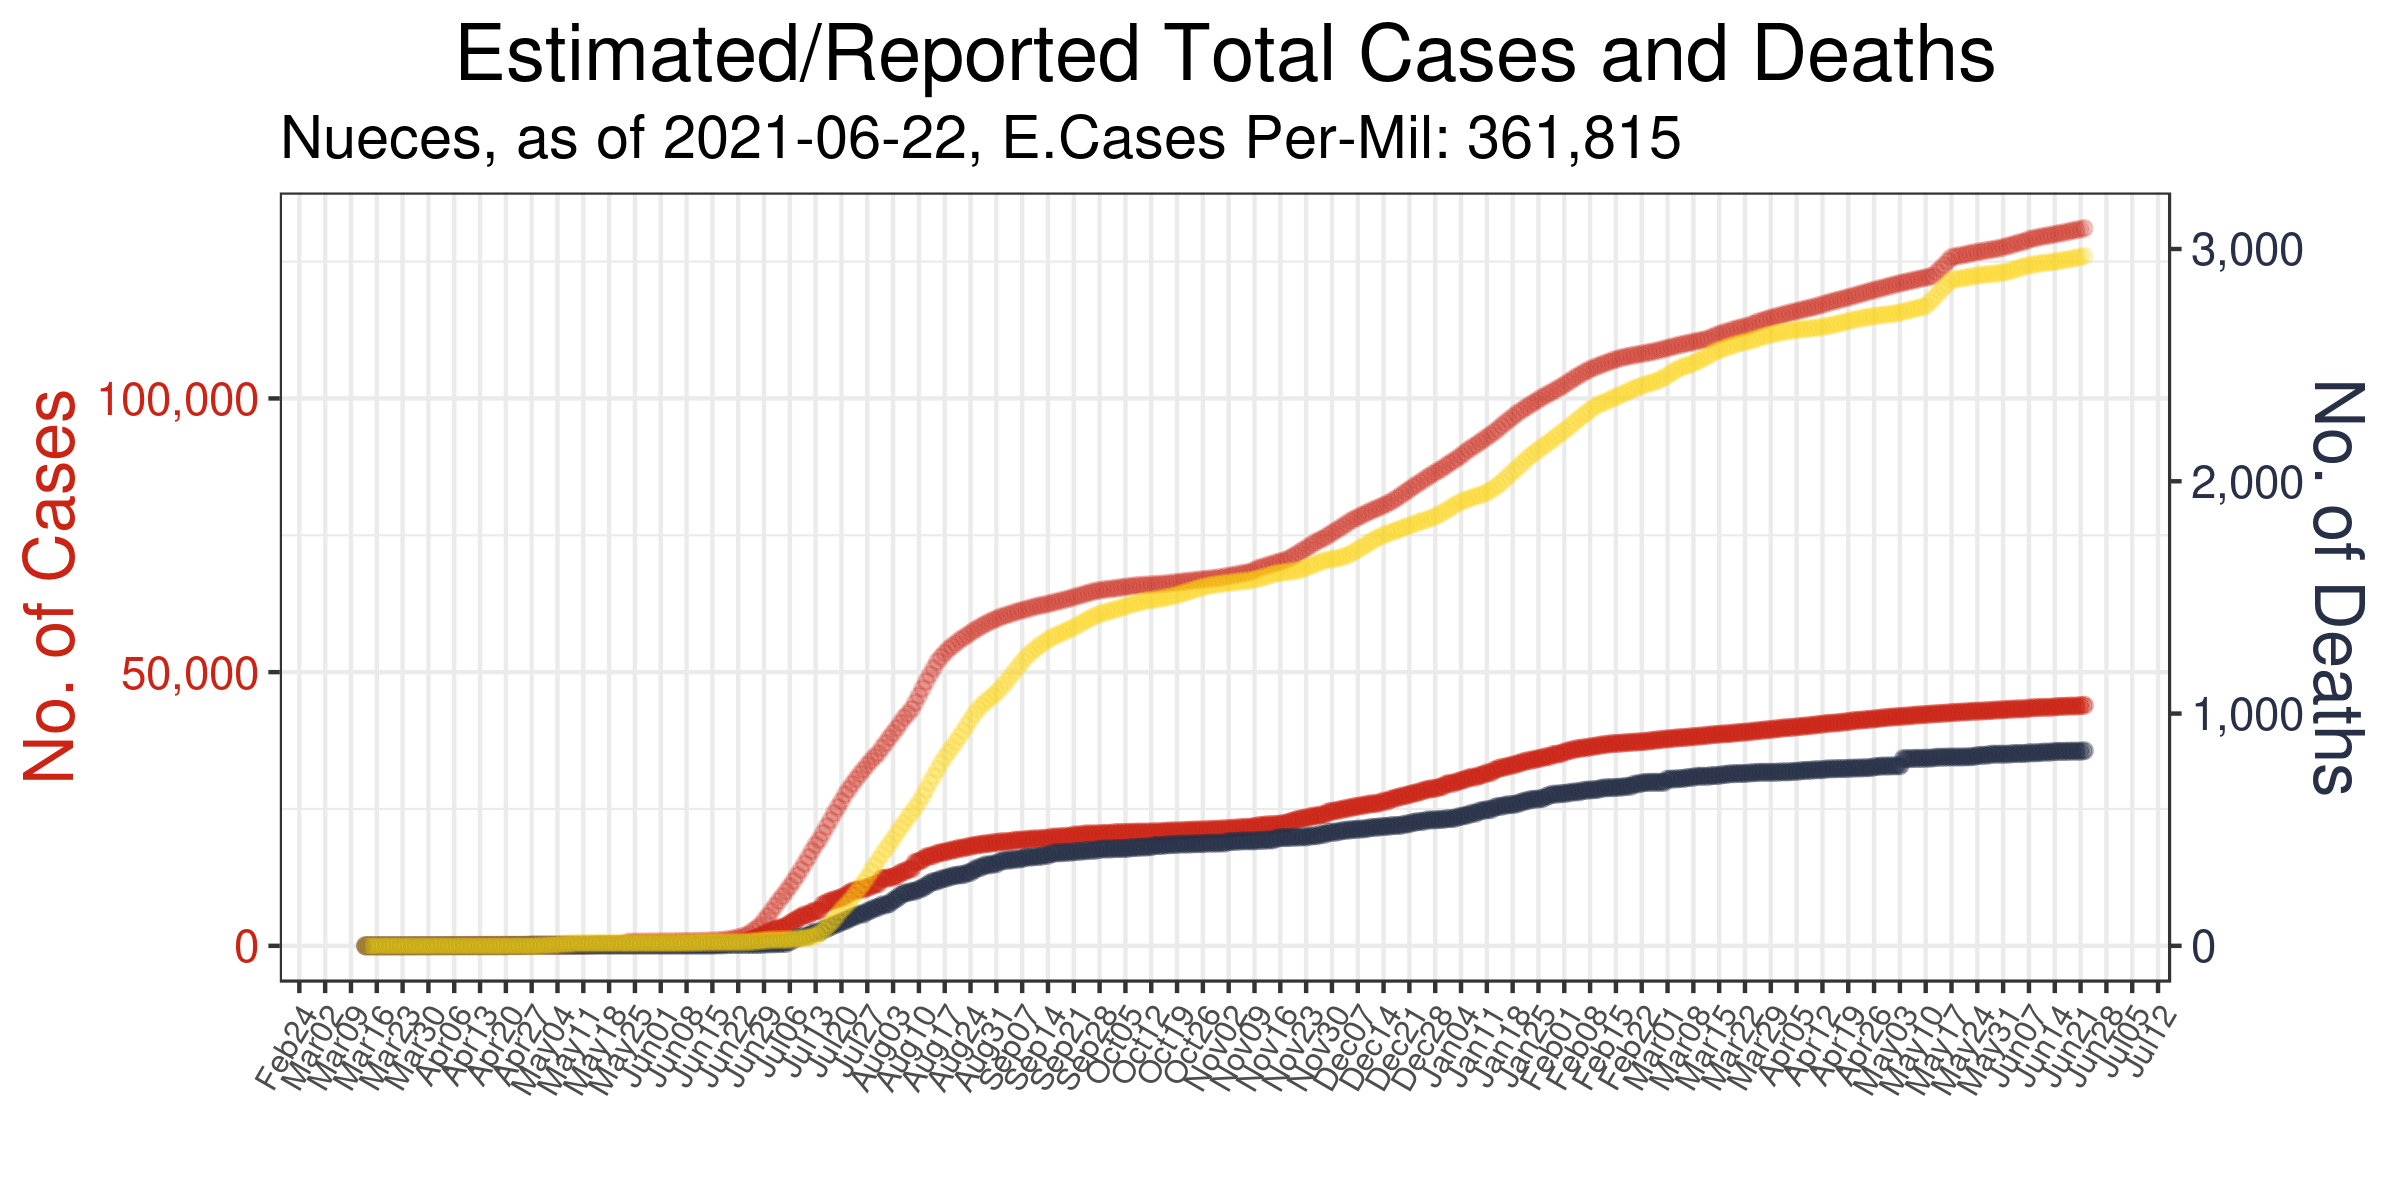 Estimated/Reported Total Cases and Deaths
Nueces, as of 2021-06-22, E.Cases Per-Mil: 361,815
No. of Cases
100,000
50,000
0
3,000
2,000
1,000
0
No. of Deaths
Feb24
Mar02
Mar09
Mar16
Mar23
Mar30
Apr06
Apr13
Apr20
Apr27
May04
May11
May18
May25
Jun01
Jun08
Jun15
Jun22
Jun29
Jul06
Jul13
Jul20
Jul27
Aug03
Aug10
Aug17
Aug24
Aug31
Sep07
Sep14
Sep21
Sep28
Oct05
Oct12
Oct19
Oct26
Nov02
Nov09
Nov16
Nov23
Nov30
Dec07
Dec14
Dec21
Dec28
Jan04
Jan11
Jan18
Jan25
Feb01
Feb08
Feb15
Feb22
Mar01
Mar08
Mar15
Mar22
Mar29
Apr05
Apr12
Apr19
Apr26
May03
May10
May17
May24
May31
Jun07
Jun14
Jun21
Jun28
Jul05
Jul12